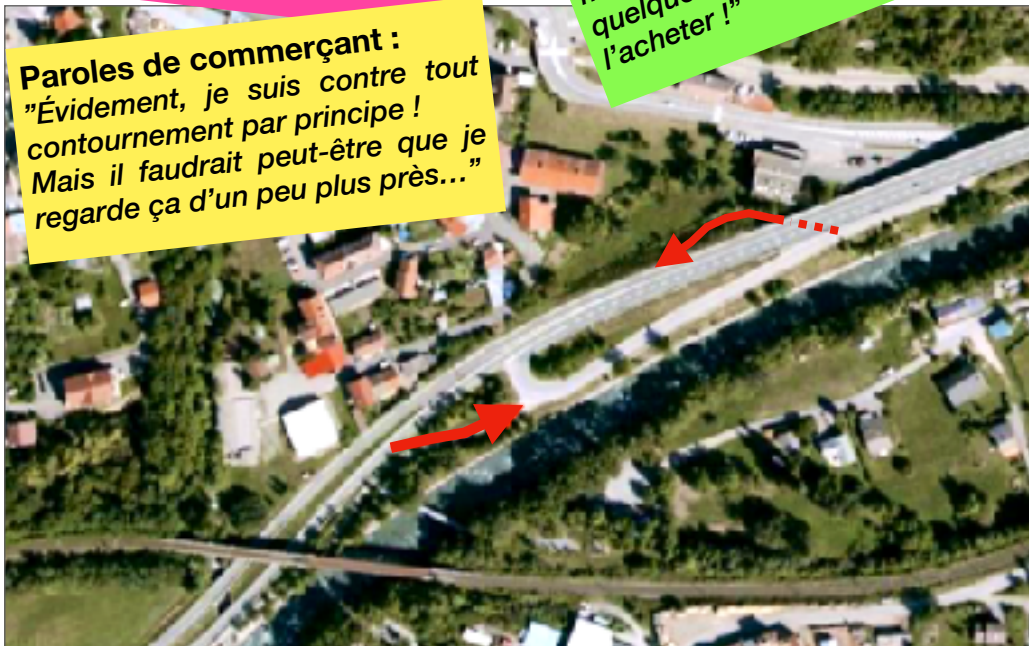 Paroles de commerçant :
"Évidement, je suis contre tout
contournement par principe !
Mais il faudrait peut-être que je
regarde ça d'un peu plus près…"
l'acheter !"